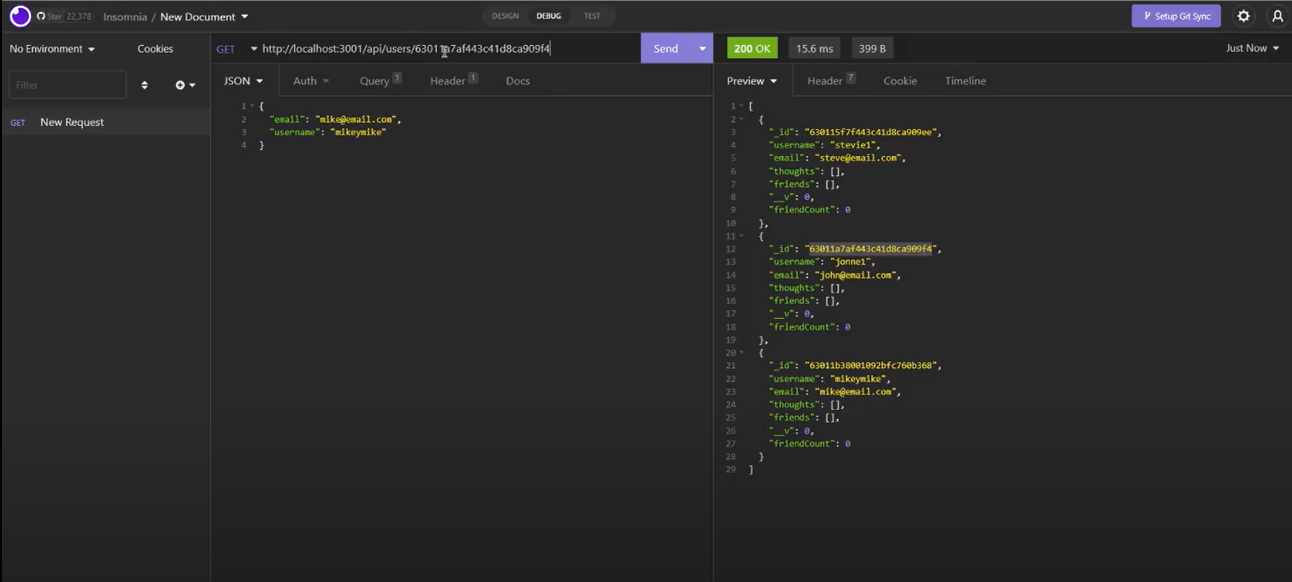 Star 22,378 Insomnia / New Document DESIGN DEBUG TEST Setup Git Sync
No Environment Cookies GET http://localhost:3001/api/users/63011a7af443c41d8ca909f4 Send 200 OK 15.6 ms 399 B Just Now
Filter JSON Auth Query 1 Header 1 Docs Preview Header 7 Cookie Timeline
GET New Request
1 {
2 "email": "mike@email.com",
3 "username": "mikeymike"
4 }
1 [
2 {
3 "_id": "630115f7f443c41d8ca909ee",
4 "username": "stevie1",
5 "email": "steve@email.com",
6 "thoughts": [],
7 "friends": [],
8 "__v": 0,
9 "friendCount": 0
10 },
11 {
12 "_id": "63011a7af443c41d8ca909f4",
13 "username": "jonne1",
14 "email": "john@email.com",
15 "thoughts": [],
16 "friends": [],
17 "__v": 0,
18 "friendCount": 0
19 },
20 {
21 "_id": "63011b38001092bfc760b368",
22 "username": "mikeymike",
23 "email": "mike@email.com",
24 "thoughts": [],
25 "friends": [],
26 "__v": 0,
27 "friendCount": 0
28 }
29 ]